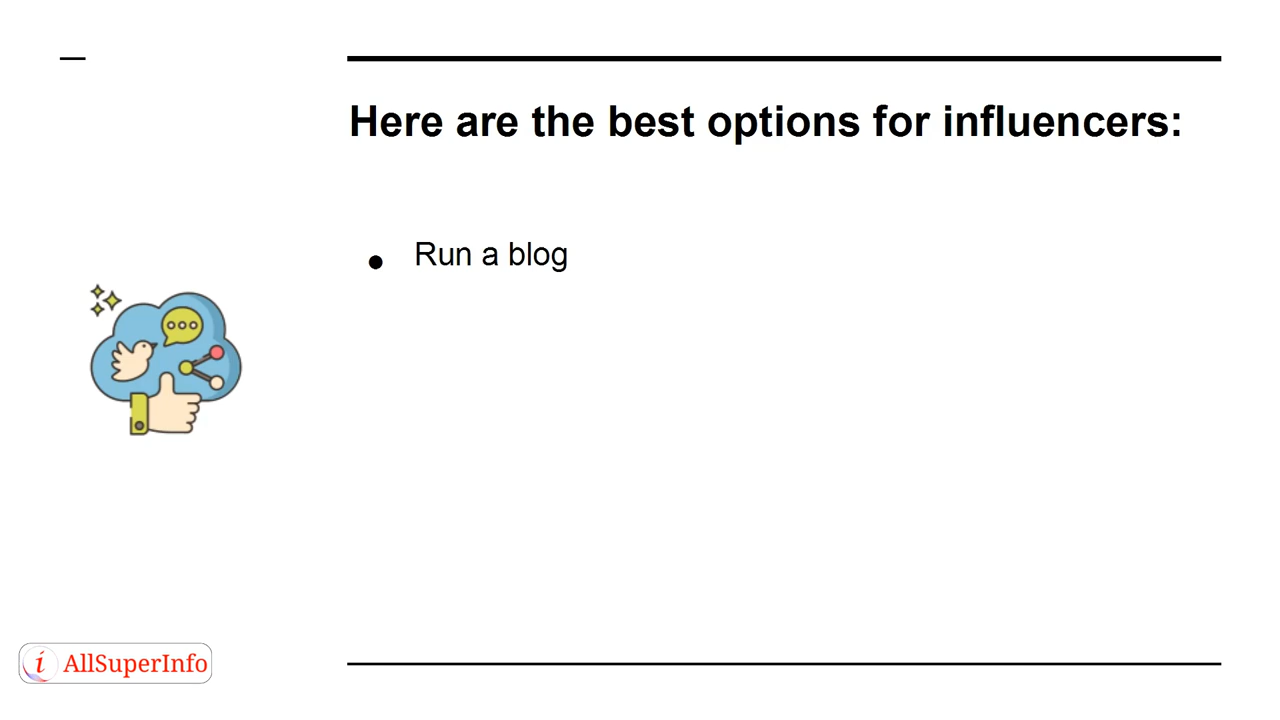 Here are the best options for influencers:
● Run a blog
i AllSuperInfo